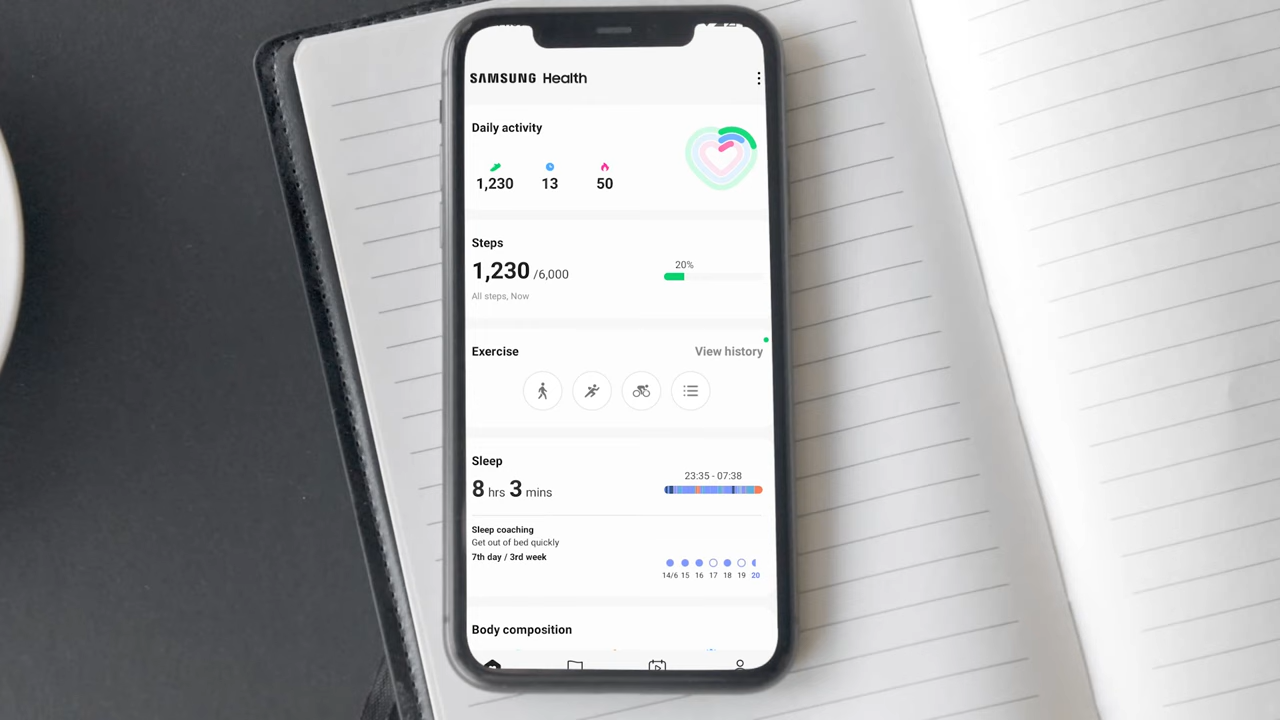 SAMSUNG Health
Daily activity
1,230 13 50
Steps
1,230 /6,000
20%
All steps, Now
Exercise
View history
Sleep
8 hrs 3 mins
23:35 - 07:38
Sleep coaching
Get out of bed quickly
7th day / 3rd week
14/6 15 16 17 18 19 20
Body composition